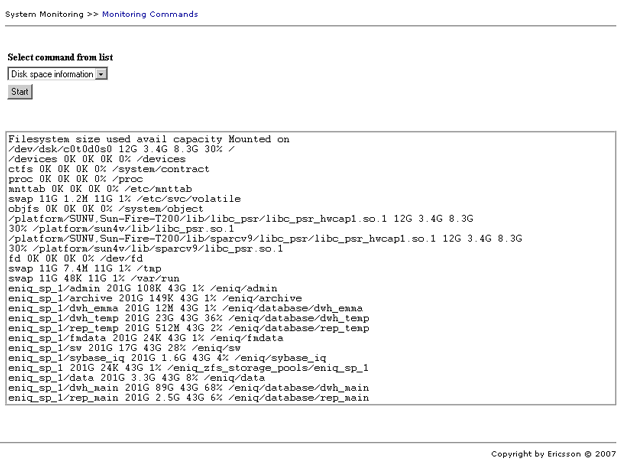 System Monitoring >> Monitoring Commands
Select command from list
Disk space information
Start
Filesystem size used avail capacity Mounted on
/dev/dsk/c0t0d0s0 12G 3.4G 8.3G 30% /
/devices 0K 0K 0K 0% /devices
ctfs 0K 0K 0K 0% /system/contract
proc 0K 0K 0K 0% /proc
mnttab 0K 0K 0K 0% /etc/mnttab
swap 11G 1.2M 11G 1% /etc/svc/volatile
objfs 0K 0K 0K 0% /system/object
/platform/SUNW,Sun-Fire-T200/lib/libc_psr/libc_psr_hwcap1.so.1 12G 3.4G 8.3G
30% /platform/sun4v/lib/libc_psr.so.1
/platform/SUNW,Sun-Fire-T200/lib/sparcv9/libc_psr/libc_psr_hwcap1.so.1 12G 3.4G 8.3G
30% /platform/sun4v/lib/sparcv9/libc_psr.so.1
fd 0K 0K 0K 0% /dev/fd
swap 11G 7.4M 11G 1% /tmp
swap 11G 48K 11G 1% /var/run
eniq_sp_1/admin 201G 108K 43G 1% /eniq/admin
eniq_sp_1/archive 201G 149K 43G 1% /eniq/archive
eniq_sp_1/dwh_emma 201G 12M 43G 1% /eniq/database/dwh_emma
eniq_sp_1/dwh_temp 201G 23G 43G 36% /eniq/database/dwh_temp
eniq_sp_1/rep_temp 201G 512M 43G 2% /eniq/database/rep_temp
eniq_sp_1/fmdata 201G 24K 43G 1% /eniq/fmdata
eniq_sp_1/sw 201G 17G 43G 28% /eniq/sw
eniq_sp_1/sybase_iq 201G 1.6G 43G 4% /eniq/sybase_iq
eniq_sp_1 201G 24K 43G 1% /eniq_zfs_storage_pools/eniq_sp_1
eniq_sp_1/data 201G 3.3G 43G 8% /eniq/data
eniq_sp_1/dwh_main 201G 89G 43G 68% /eniq/database/dwh_main
eniq_sp_1/rep_main 201G 2.5G 43G 6% /eniq/database/rep_main
Copyright by Ericsson © 2007